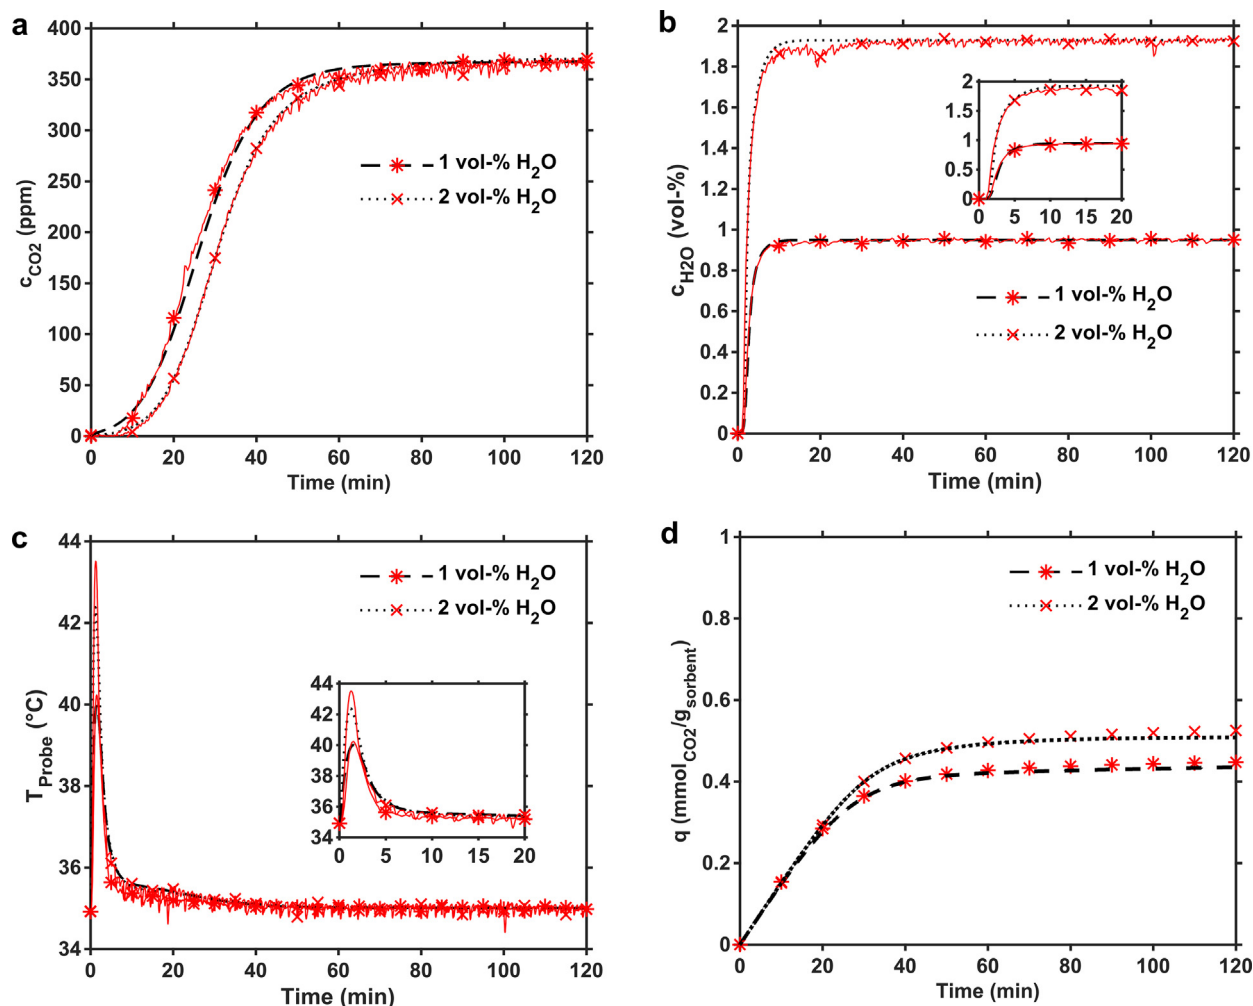 a
400
350
300
250
200
150
100
50
0
c_CO2 (ppm)
1 vol-% H2O
2 vol-% H2O
0 20 40 60 80 100 120
Time (min)
b
2
1.8
1.6
1.4
1.2
1
0.8
0.6
0.4
0.2
0
c_H2O (vol-%)
2
1.5
1
0.5
0
0 5 10 15 20
1 vol-% H2O
2 vol-% H2O
0 20 40 60 80 100 120
Time (min)
c
44
42
40
38
36
35
34
T_Probe (°C)
1 vol-% H2O
2 vol-% H2O
44
42
40
38
36
35
34
0 5 10 15 20
0 20 40 60 80 100 120
Time (min)
d
1
0.8
0.6
0.4
0.2
0
q (mmol_CO2/g_sorbent)
1 vol-% H2O
2 vol-% H2O
0 20 40 60 80 100 120
Time (min)